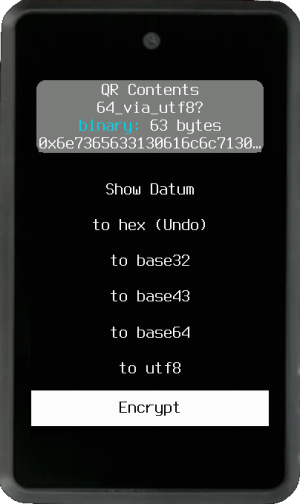 QR Contents
64_via_utf8?
binary: 63 bytes
0x6e7365633130616c6c7130…
Show Datum
to hex (Undo)
to base32
to base43
to base64
to utf8
Encrypt